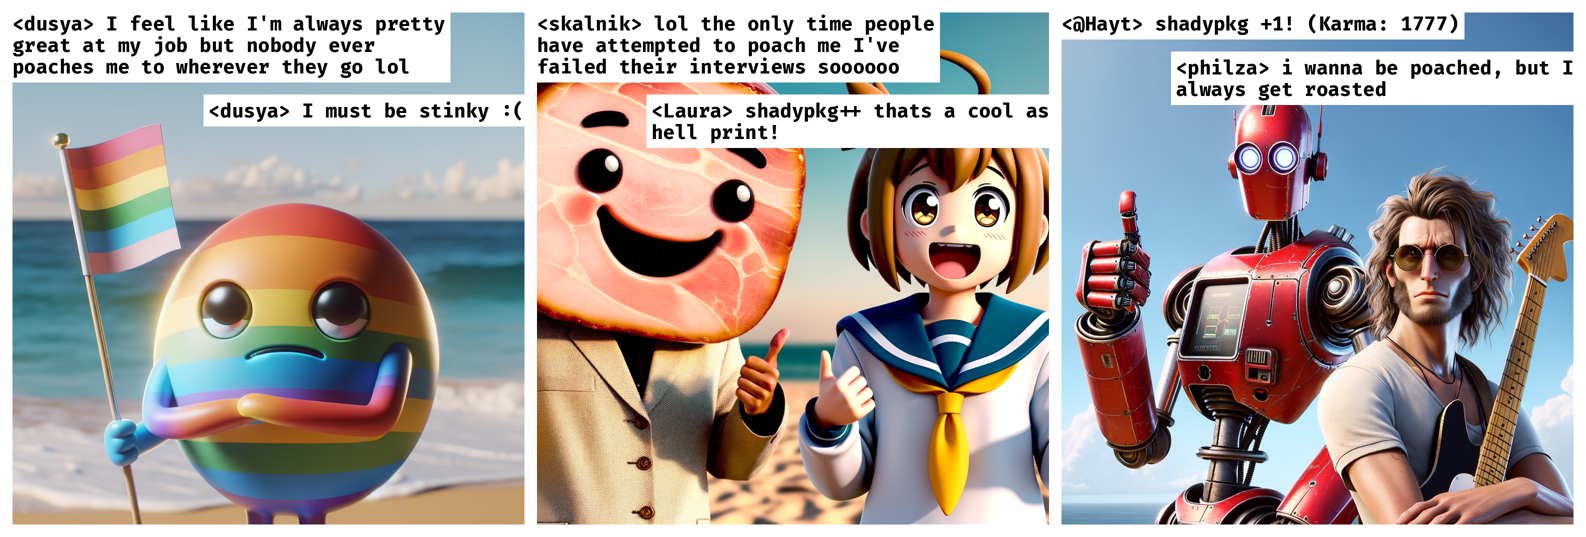 <dusya> I feel like I'm always pretty
great at my job but nobody ever
poaches me to wherever they go lol
<dusya> I must be stinky :(
<skalnik> lol the only time people
have attempted to poach me I've
failed their interviews soooooo
<Laura> shadypkg++ thats a cool as
hell print!
<@Hayt> shadypkg +1! (Karma: 1777)
<philza> i wanna be poached, but I
always get roasted